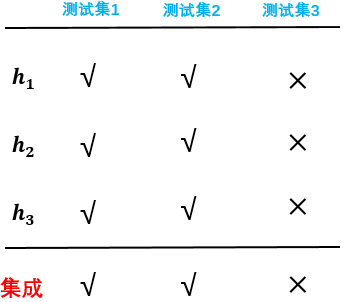 测试集1 测试集2 测试集3
h1 √ √ ×
h2 √ √ ×
h3 √ √ ×
集成 √ √ ×